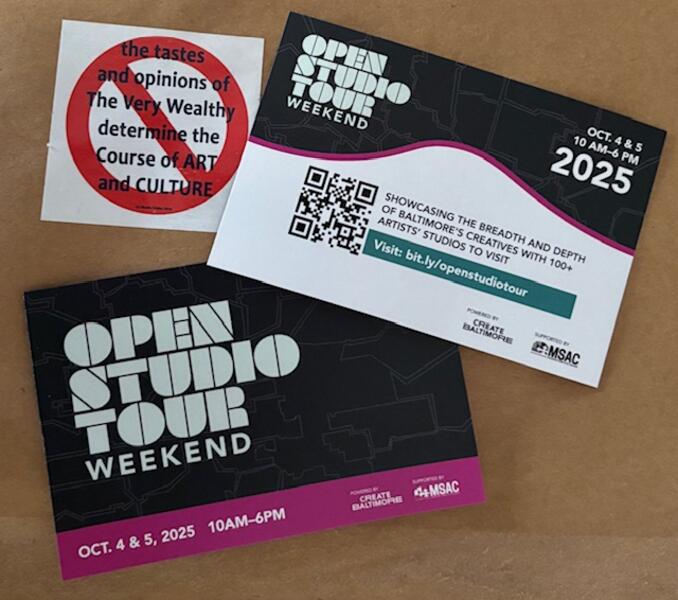 the tastes
and opinions of
The Very Wealthy
determine the
Course of ART
and CULTURE
OPEN
STUDIO
TOUR
WEEKEND
OCT. 4 & 5
10 AM–6 PM
2025
SHOWCASING THE BREADTH AND DEPTH
OF BALTIMORE'S CREATIVES WITH 100+
ARTISTS' STUDIOS TO VISIT
Visit: bit.ly/openstudiotour
POWERED BY
CREATE
BALTIMORE
SUPPORTED BY
MSAC
OPEN
STUDIO
TOUR
WEEKEND
OCT. 4 & 5, 2025 10AM–6PM
POWERED BY
CREATE
BALTIMORE
SUPPORTED BY
MSAC